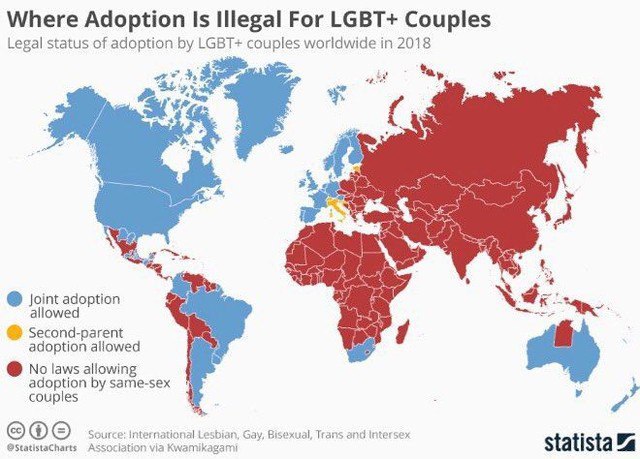 Where Adoption Is Illegal For LGBT+ Couples
Legal status of adoption by LGBT+ couples worldwide in 2018
Joint adoption
allowed
Second-parent
adoption allowed
No laws allowing
adoption by same-sex
couples
cc
@StatistaCharts
Source: International Lesbian, Gay, Bisexual, Trans and Intersex
Association via Kwamikagami
statista